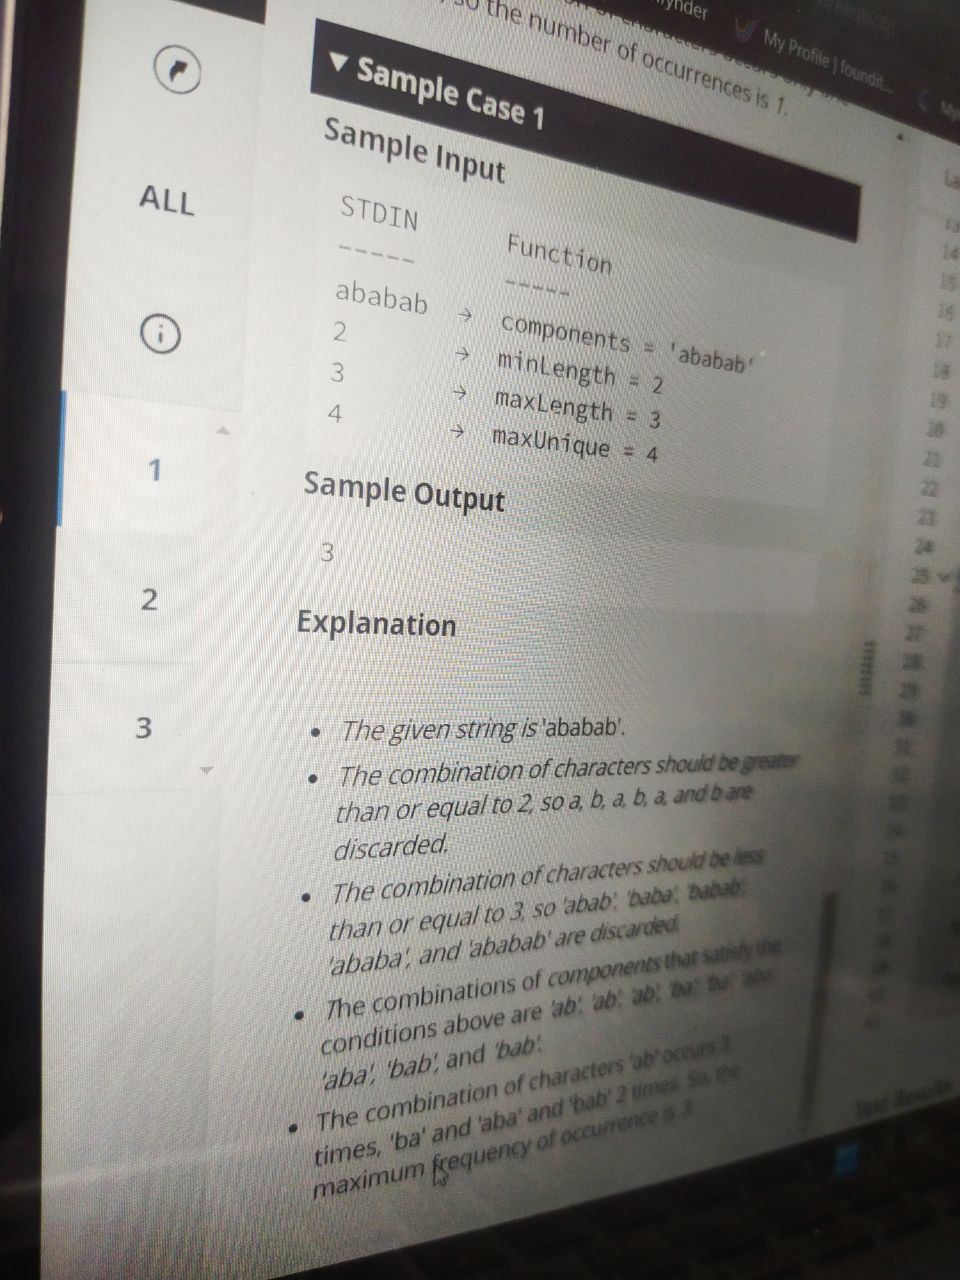 My Profile | foundit...
so the number of occurrences is 1.
▼ Sample Case 1
Sample Input
STDIN Function
----- -----
ababab → components = 'ababab'
2 → minLength = 2
3 → maxLength = 3
4 → maxUnique = 4
Sample Output
3
Explanation
• The given string is 'ababab'.
• The combination of characters should be greater
than or equal to 2, so a, b, a, b, a, and b are
discarded.
• The combination of characters should be less
than or equal to 3, so 'abab', 'baba', 'babab',
'ababa', and 'ababab' are discarded.
• The combinations of components that satisfy the
conditions above are 'ab', 'ab', 'ab', 'ba', 'ba', 'aba',
'aba', 'bab', and 'bab'.
• The combination of characters 'ab' occurs 3
times, 'ba' and 'aba' and 'bab' 2 times. So, the
maximum frequency of occurrence is 3.
ALL
i
1
2
3
14
15
16
17
18
19
20
21
22
23
24
25
26
27
28
29
30
Test Results